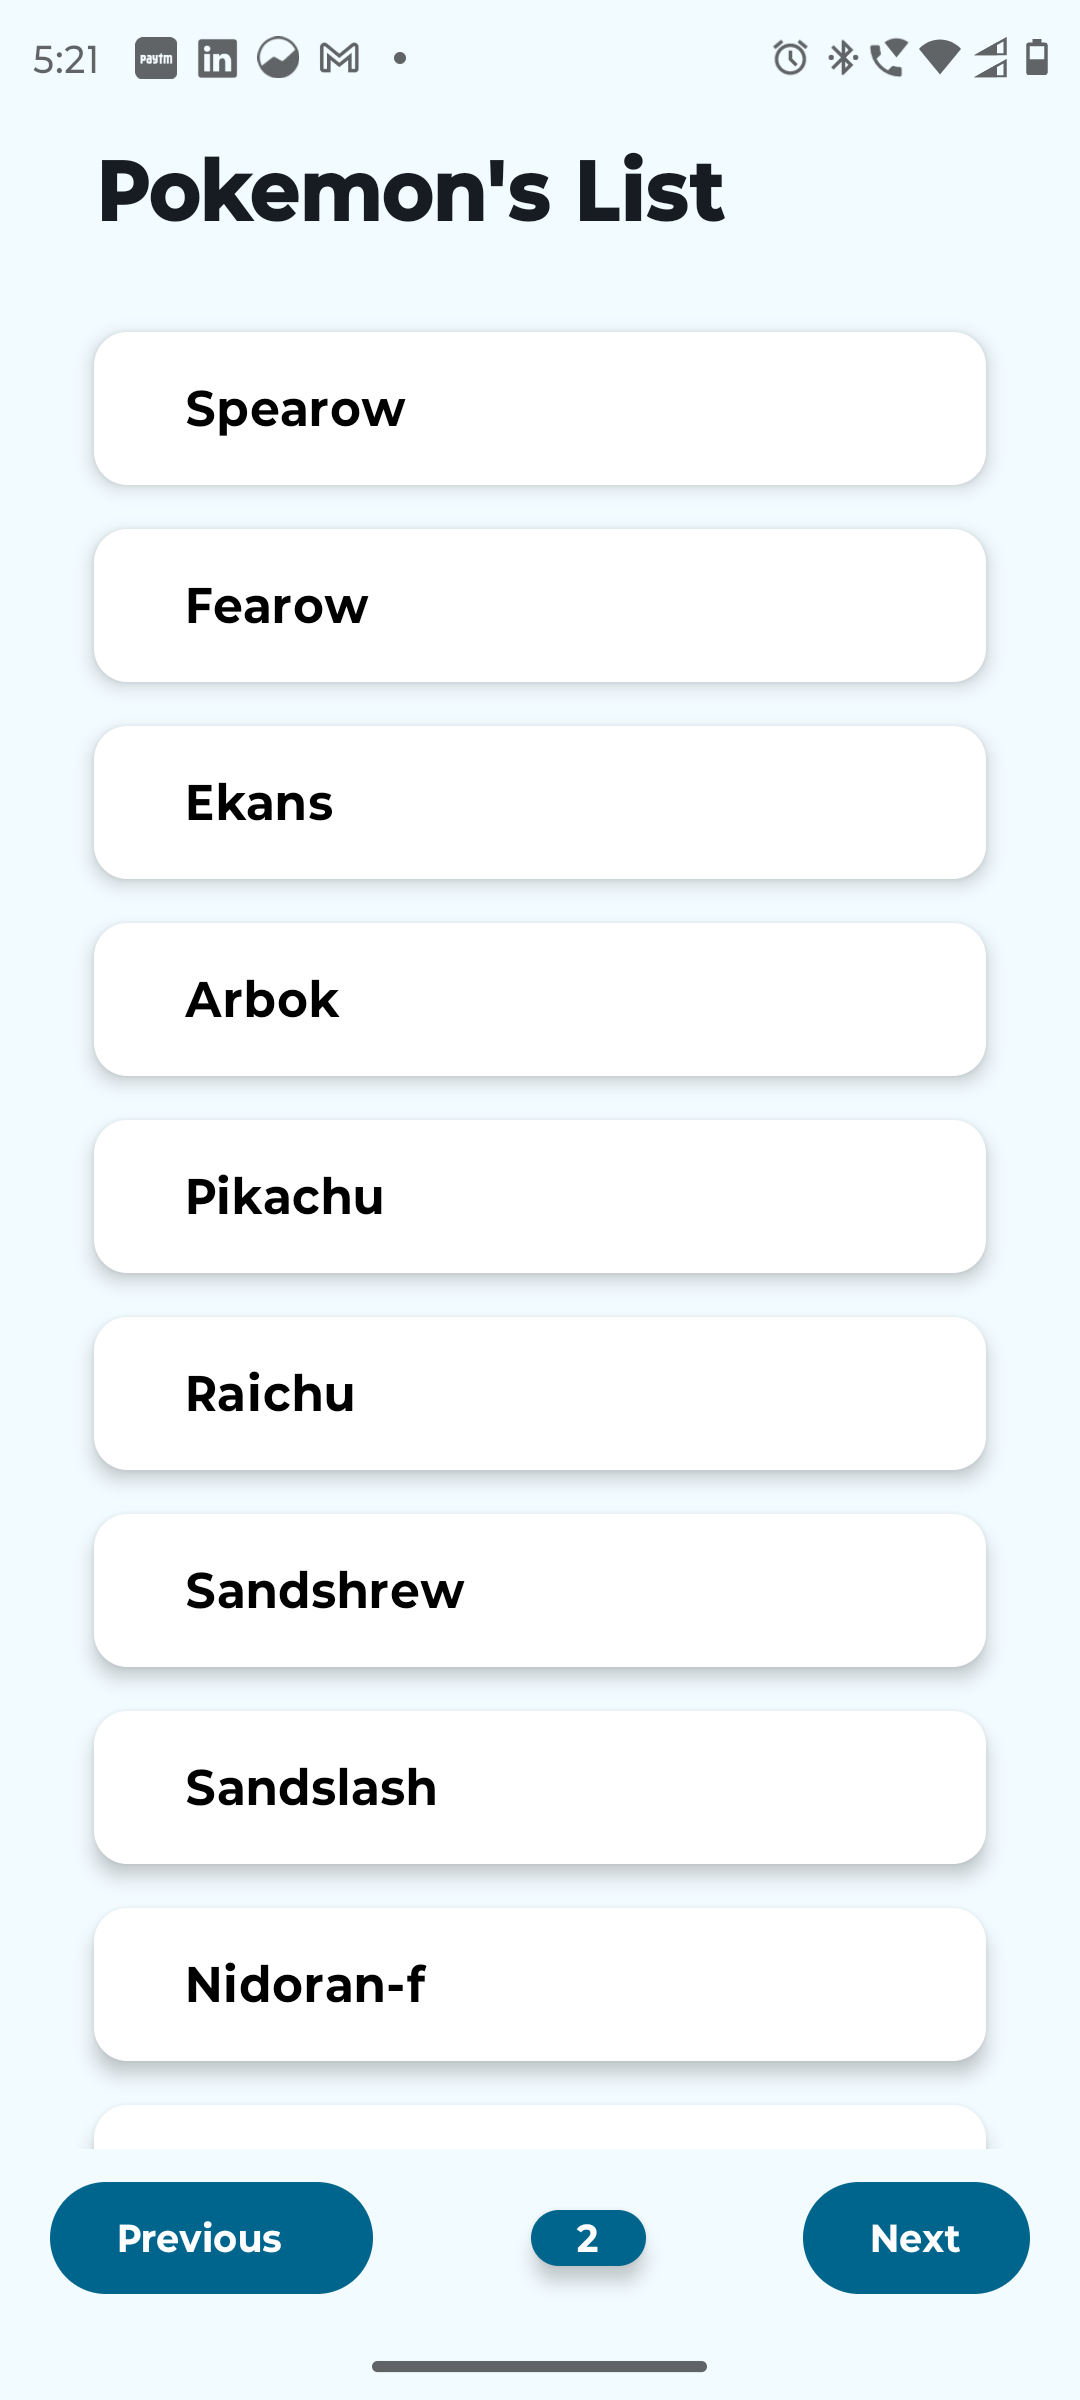 5:21 paytm in
Pokemon's List
Spearow
Fearow
Ekans
Arbok
Pikachu
Raichu
Sandshrew
Sandslash
Nidoran-f
Previous 2 Next